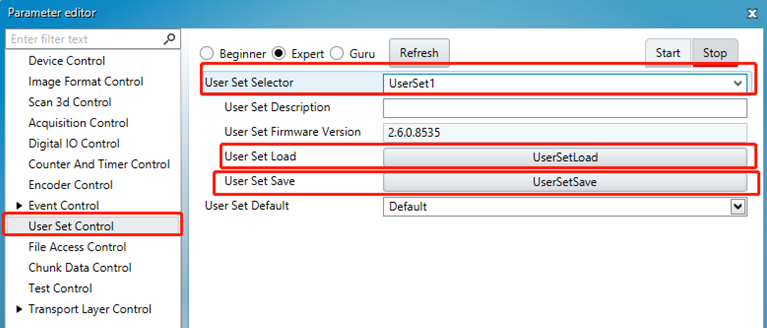 Parameter editor
Enter filter text
Device Control
Image Format Control
Scan 3d Control
Acquisition Control
Digital IO Control
Counter And Timer Control
Encoder Control
Event Control
User Set Control
File Access Control
Chunk Data Control
Test Control
Transport Layer Control
Beginner Expert Guru Refresh Start Stop
User Set Selector UserSet1
User Set Description
User Set Firmware Version 2.6.0.8535
User Set Load UserSetLoad
User Set Save UserSetSave
User Set Default Default